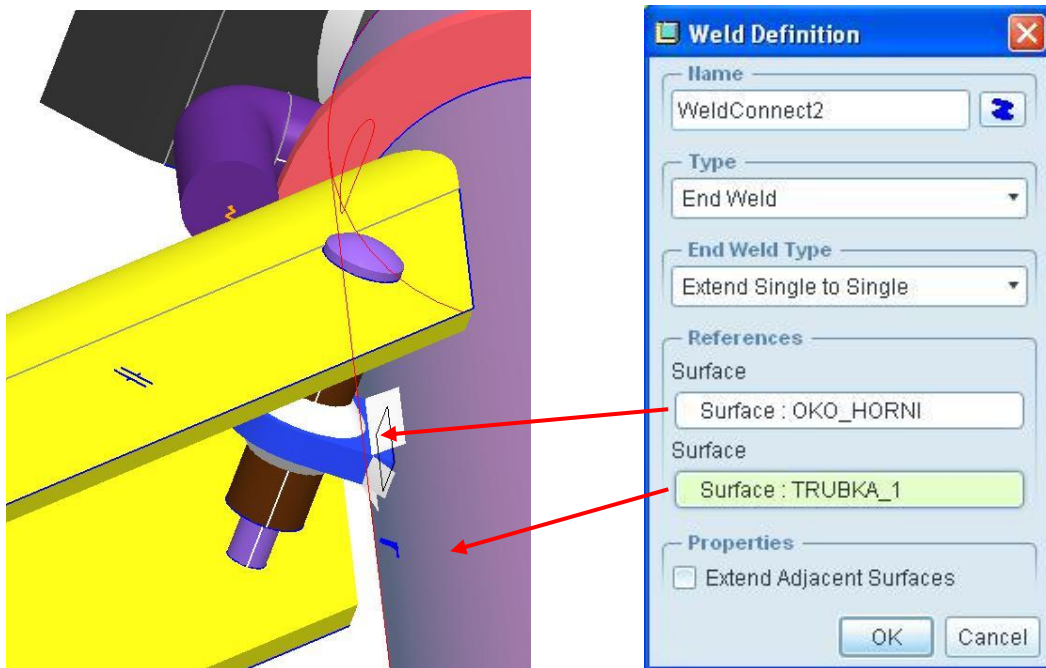 Weld Definition
Name
WeldConnect2
Type
End Weld
End Weld Type
Extend Single to Single
References
Surface
Surface : OKO_HORNI
Surface
Surface : TRUBKA_1
Properties
Extend Adjacent Surfaces
OK Cancel